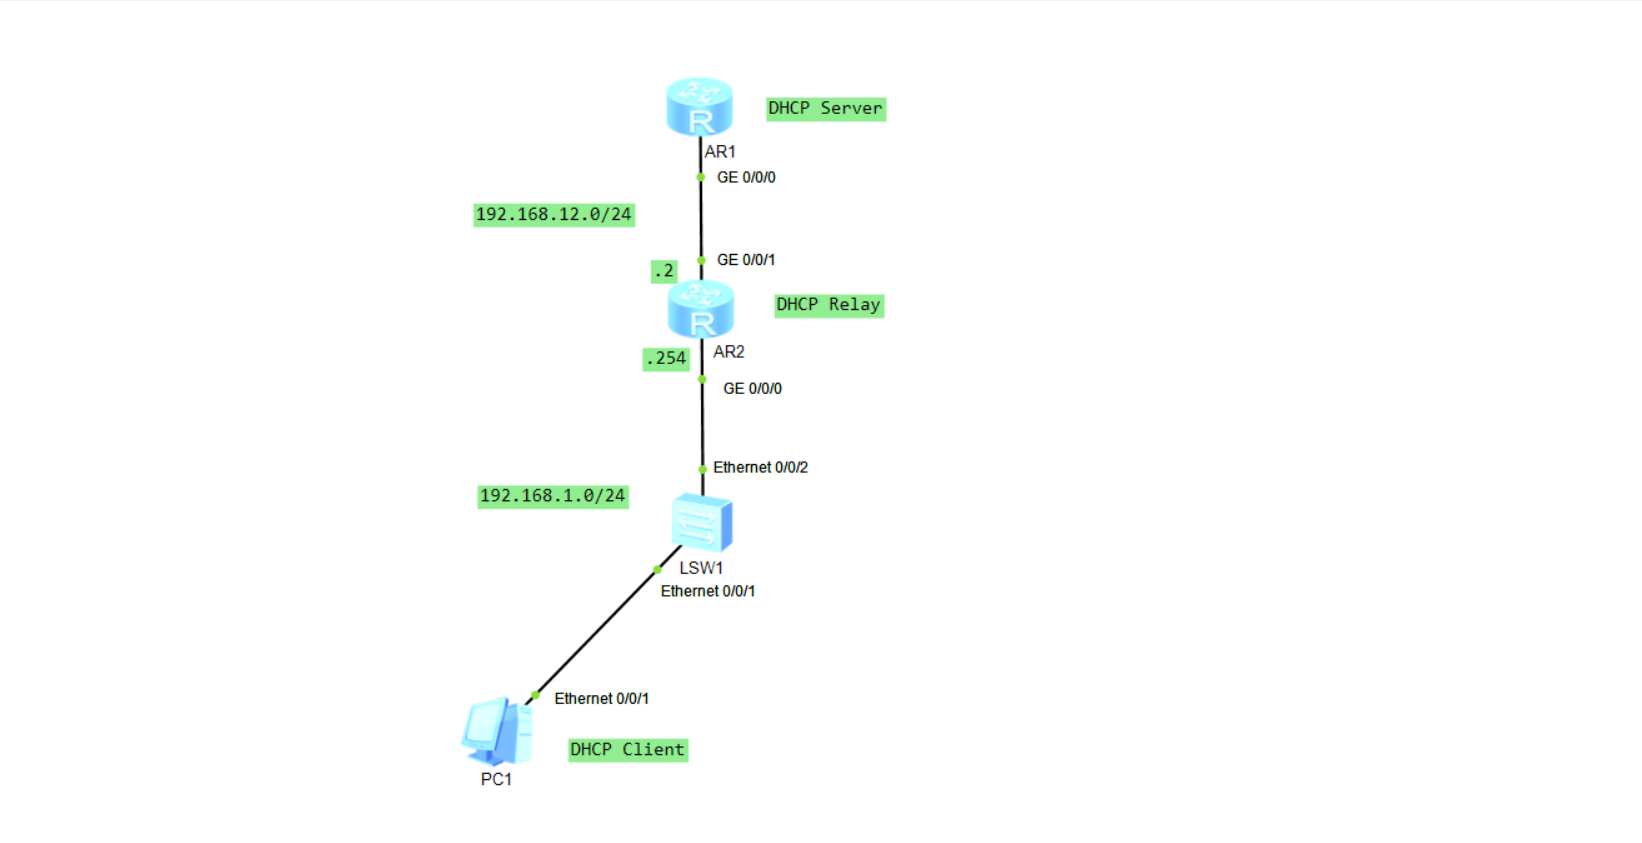 R
DHCP Server
AR1
GE 0/0/0
192.168.12.0/24
GE 0/0/1
.2
R
DHCP Relay
AR2
.254
GE 0/0/0
Ethernet 0/0/2
192.168.1.0/24
LSW1
Ethernet 0/0/1
Ethernet 0/0/1
DHCP Client
PC1